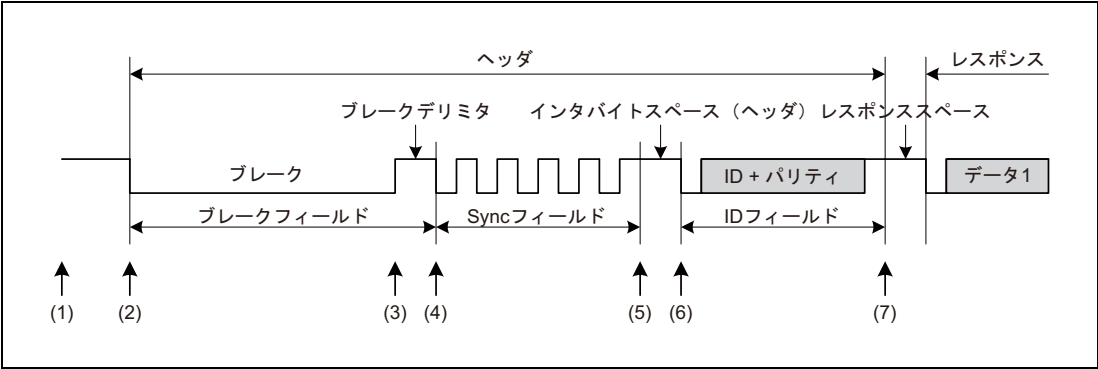 ヘッダ
レスポンス
ブレークデリミタ
インタバイトスペース（ヘッダ）
レスポンススペース
ブレーク
ID + パリティ
データ1
ブレークフィールド
Syncフィールド
IDフィールド
(1)
(2)
(3)
(4)
(5)
(6)
(7)